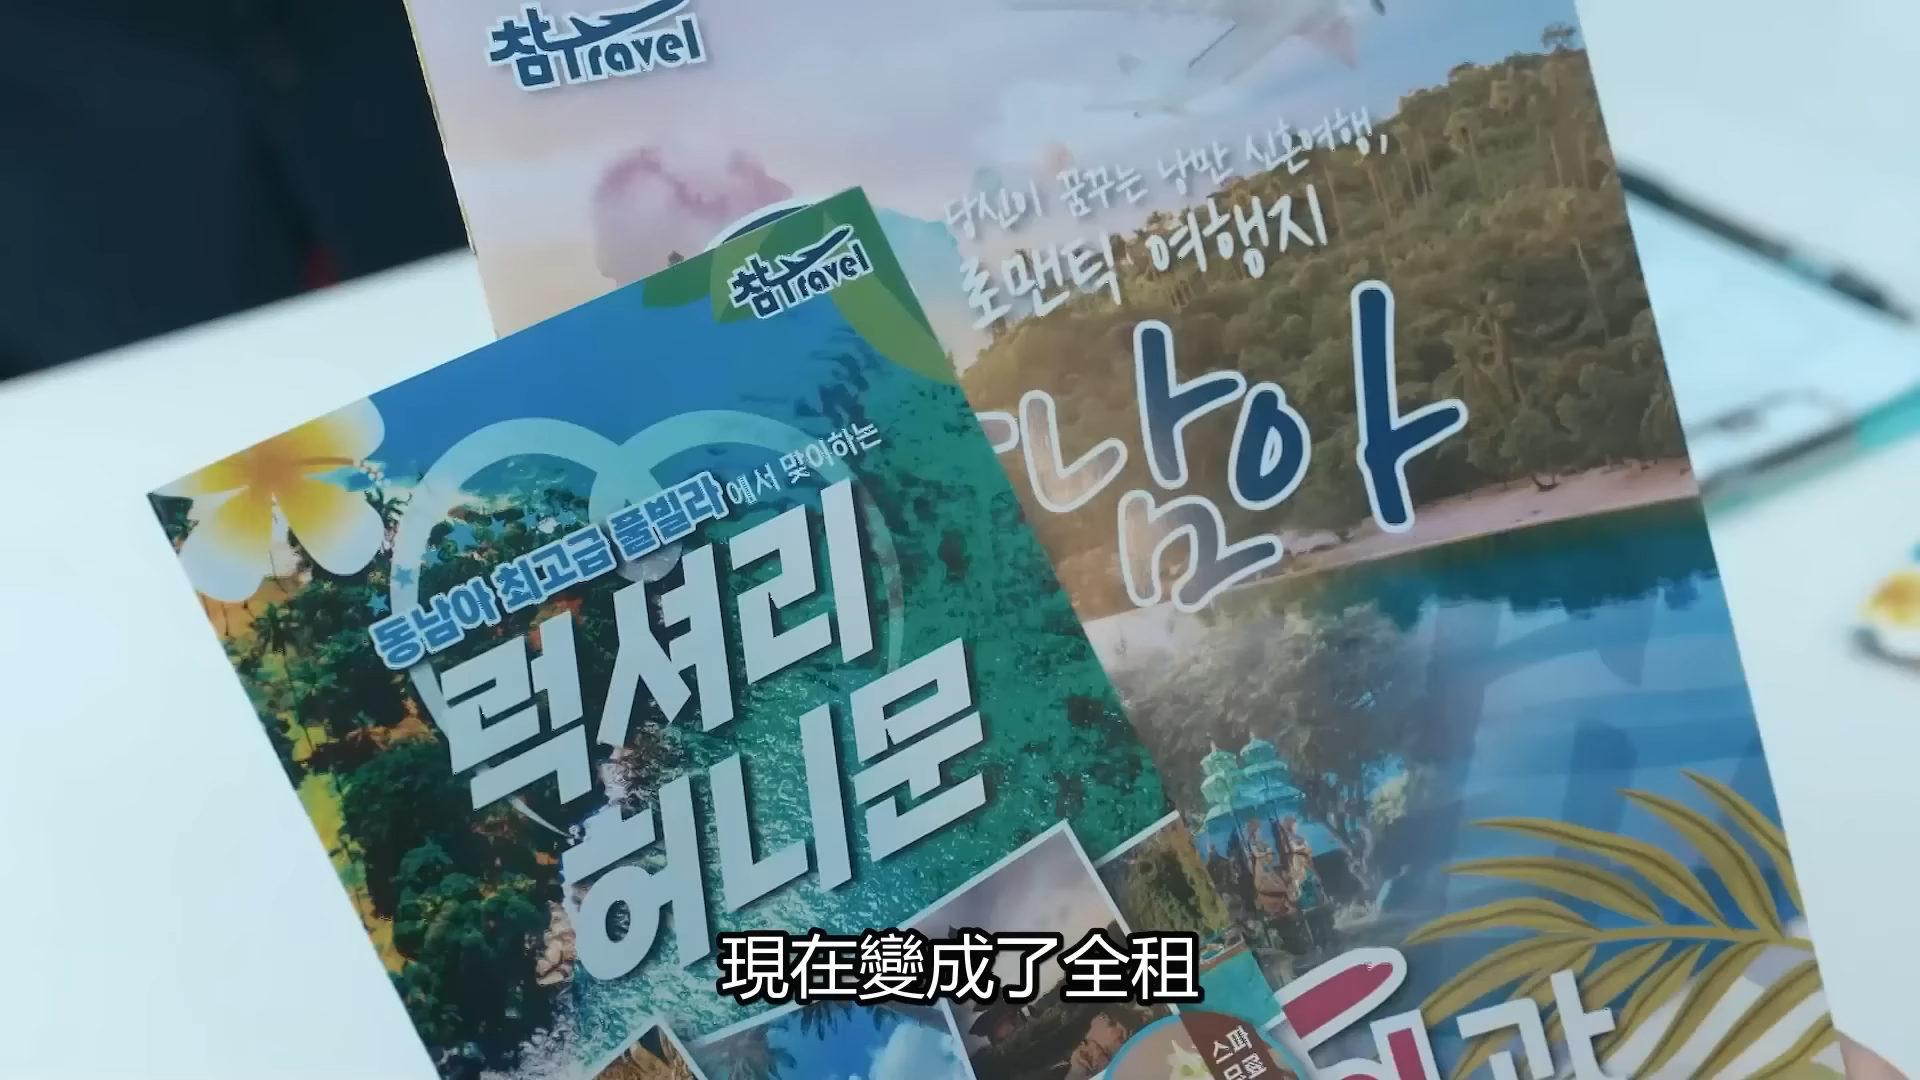 참Travel
당신이 꿈꾸는 낭만 신혼여행,
로맨틱 여행지
남아
참Travel
동남아 최고급 풀빌라에서 맞이하는
럭셔리
허니문
現在變成了全租